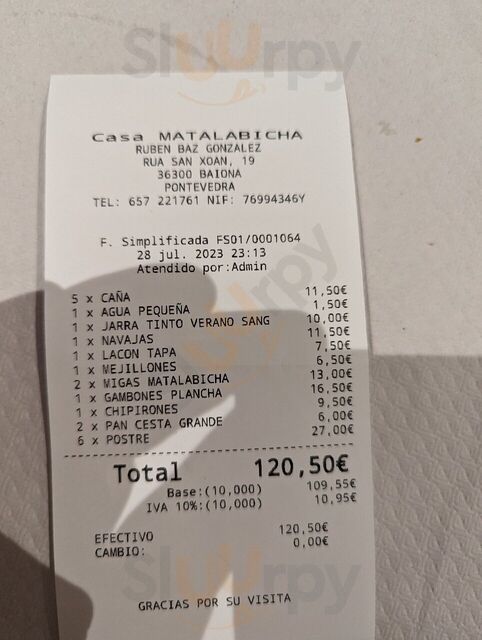 Sluurpy
Casa MATALABICHA
RUBEN BAZ GONZALEZ
RUA SAN XOAN, 19
36300 BAIONA
PONTEVEDRA
TEL: 657 221761 NIF: 76994346Y
F. Simplificada FS01/0001064
28 jul. 2023 23:13
Atendido por:Admin
5 x CAÑA 11,50€
1 x AGUA PEQUEÑA 1,50€
1 x JARRA TINTO VERANO SANG 10,00€
1 x NAVAJAS 11,50€
1 x LACON TAPA 7,50€
1 x MEJILLONES 6,50€
2 x MIGAS MATALABICHA 13,00€
1 x GAMBONES PLANCHA 16,50€
1 x CHIPIRONES 9,50€
2 x PAN CESTA GRANDE 6,00€
6 x POSTRE 27,00€
Total 120,50€
Base:(10,000) 109,55€
IVA 10%:(10,000) 10,95€
EFECTIVO 120,50€
CAMBIO: 0,00€
Sluurpy
GRACIAS POR SU VISITA